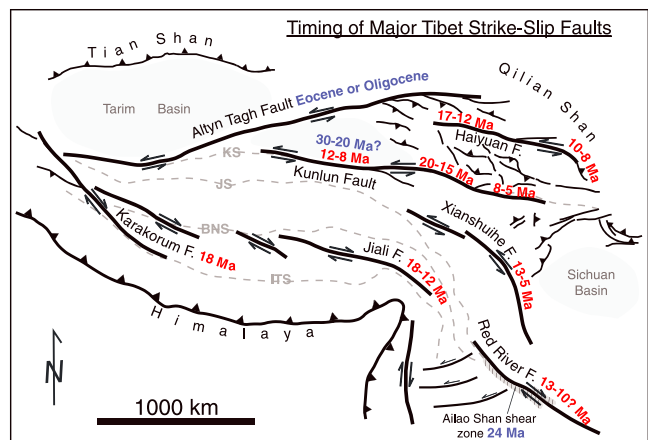 Timing of Major Tibet Strike-Slip Faults
Tian Shan
Qilian Shan
Tarim Basin
Altyn Tagh Fault Eocene or Oligocene
17-12 Ma
Haiyuan F.
10-8 Ma
30-20 Ma?
KS
12-8 Ma
20-15 Ma
Kunlun Fault
8-5 Ma
JS
Xianshuihe F.
13-5 Ma
BNS
Karakorum F. 18 Ma
Jiali F. 18-12 Ma
ITS
Sichuan
Basin
Himalaya
Red River F.
13-10? Ma
N
1000 km
Ailao Shan shear
zone 24 Ma